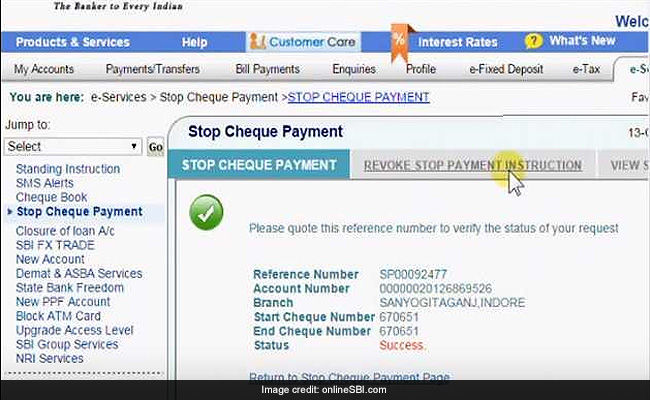 The Banker to Every Indian
Welc
Products & Services Help Customer Care % Interest Rates ? What's New
My Accounts Payments/Transfers Bill Payments Enquiries Profile e-Fixed Deposit e-Tax e-S
You are here: e-Services > Stop Cheque Payment > STOP CHEQUE PAYMENT Fav
Jump to:
Select Go
Standing Instruction
SMS Alerts
Cheque Book
Stop Cheque Payment
Closure of loan A/c
SBI FX TRADE
New Account
Demat & ASBA Services
State Bank Freedom
New PPF Account
Block ATM Card
Upgrade Access Level
SBI Group Services
NRI Services
Stop Cheque Payment 13-
STOP CHEQUE PAYMENT REVOKE STOP PAYMENT INSTRUCTION VIEW S
Please quote this reference number to verify the status of your request
Reference Number SP00092477
Account Number 00000020126869526
Branch SANYOGITAGANJ,INDORE
Start Cheque Number 670651
End Cheque Number 670651
Status Success.
Return to Stop Cheque Payment Page
Image credit: onlineSBI.com